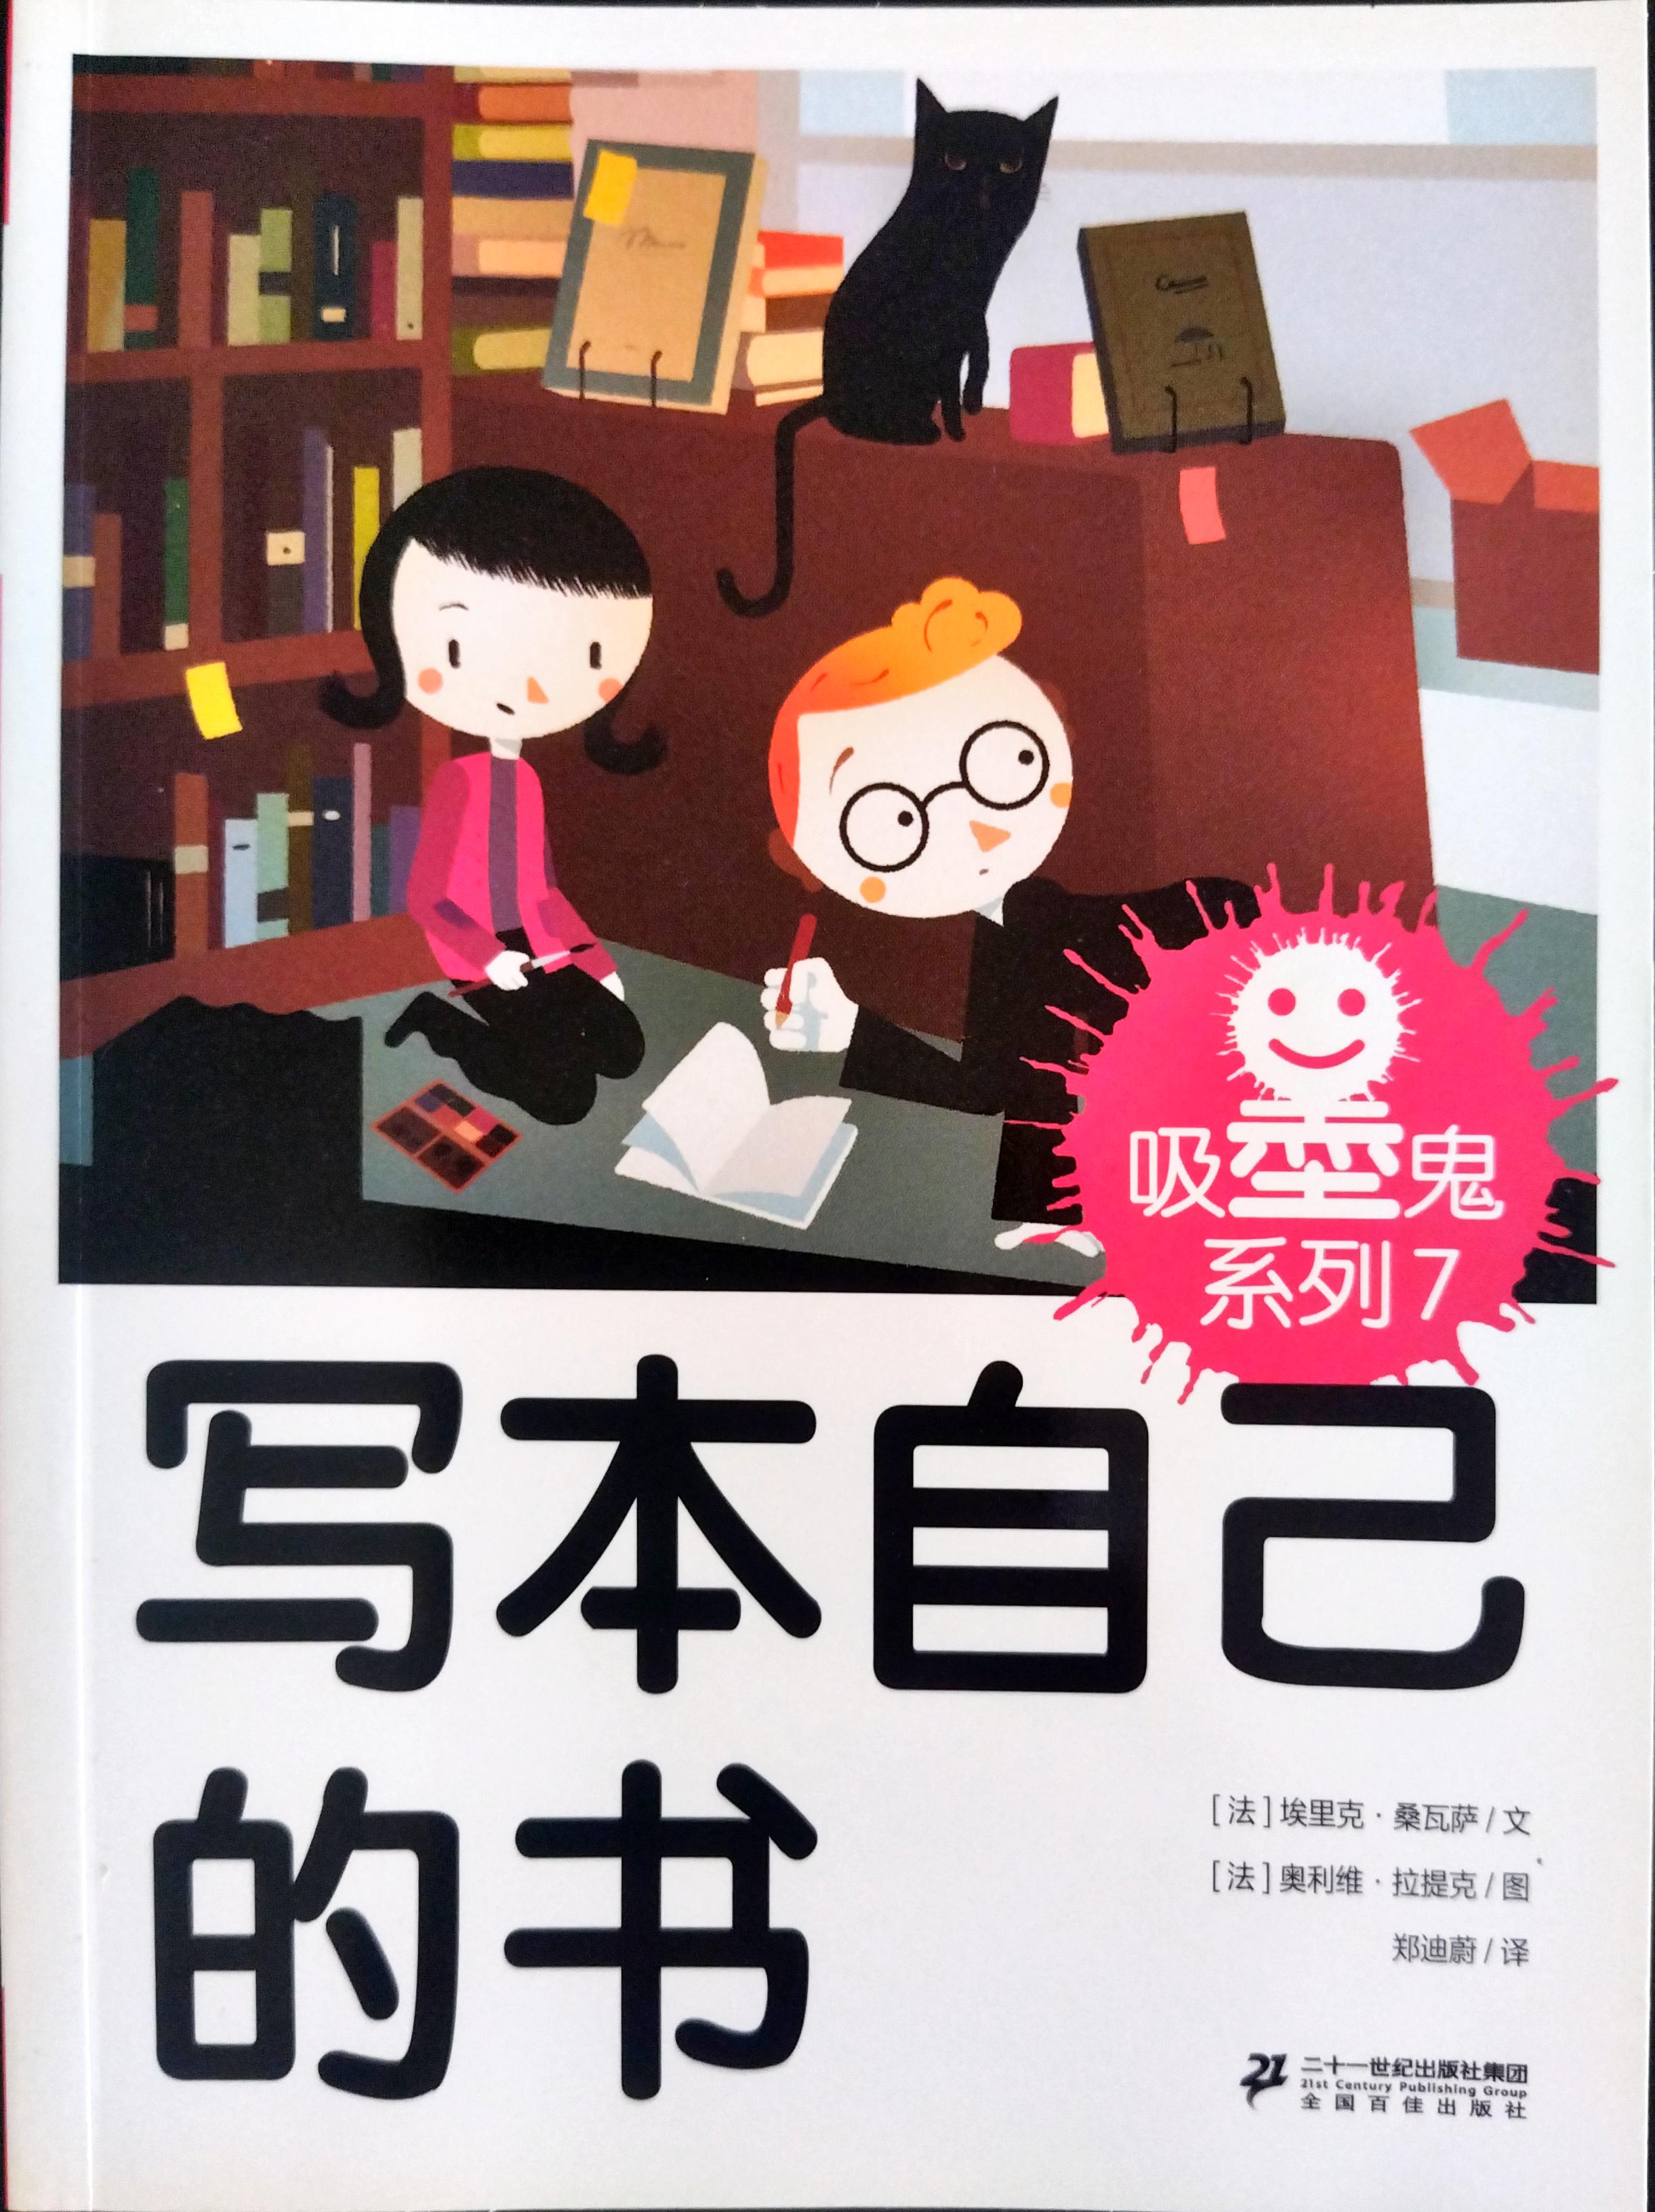 吸墨鬼
系列7
写本自己
的书
[法]埃里克·桑瓦萨/文
[法]奥利维·拉提克/图
郑迪蔚/译
21 二十一世纪出版社集团
21st Century Publishing Group
全国百佳出版社